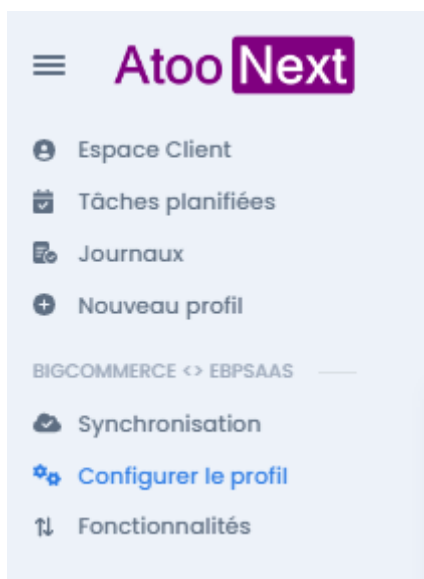 Atoo Next
Espace Client
Tâches planifiées
Journaux
Nouveau profil
BIGCOMMERCE <> EBPSAAS
Synchronisation
Configurer le profil
Fonctionnalités